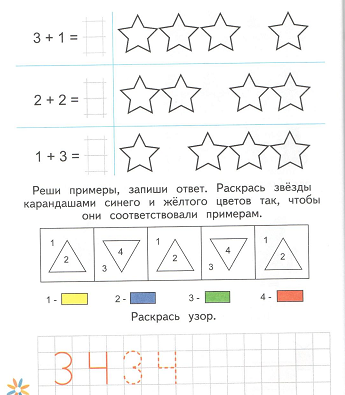 3 + 1 =
2 + 2 =
1 + 3 =
Реши примеры, запиши ответ. Раскрась звёзды
карандашами синего и жёлтого цветов так, чтобы
они соответствовали примерам.
1 2 4 3 1 2 4 3 1 2
1 - 2 - 3 - 4 -
Раскрась узор.
3 4 3 4